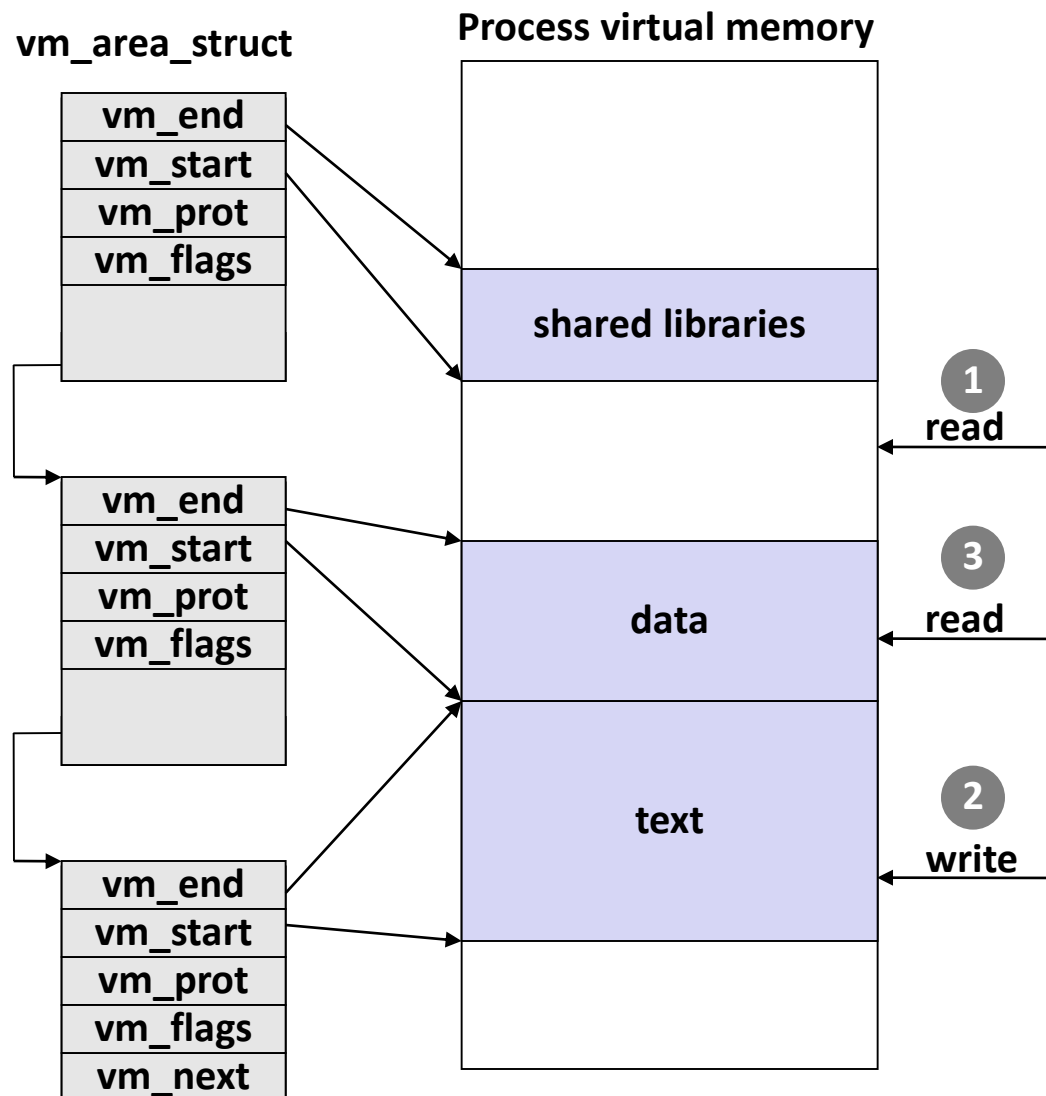 Process virtual memory
vm_area_struct
vm_end
vm_start
vm_prot
vm_flags
shared libraries
1
read
vm_end
vm_start
vm_prot
vm_flags
data
3
read
text
2
write
vm_end
vm_start
vm_prot
vm_flags
vm_next